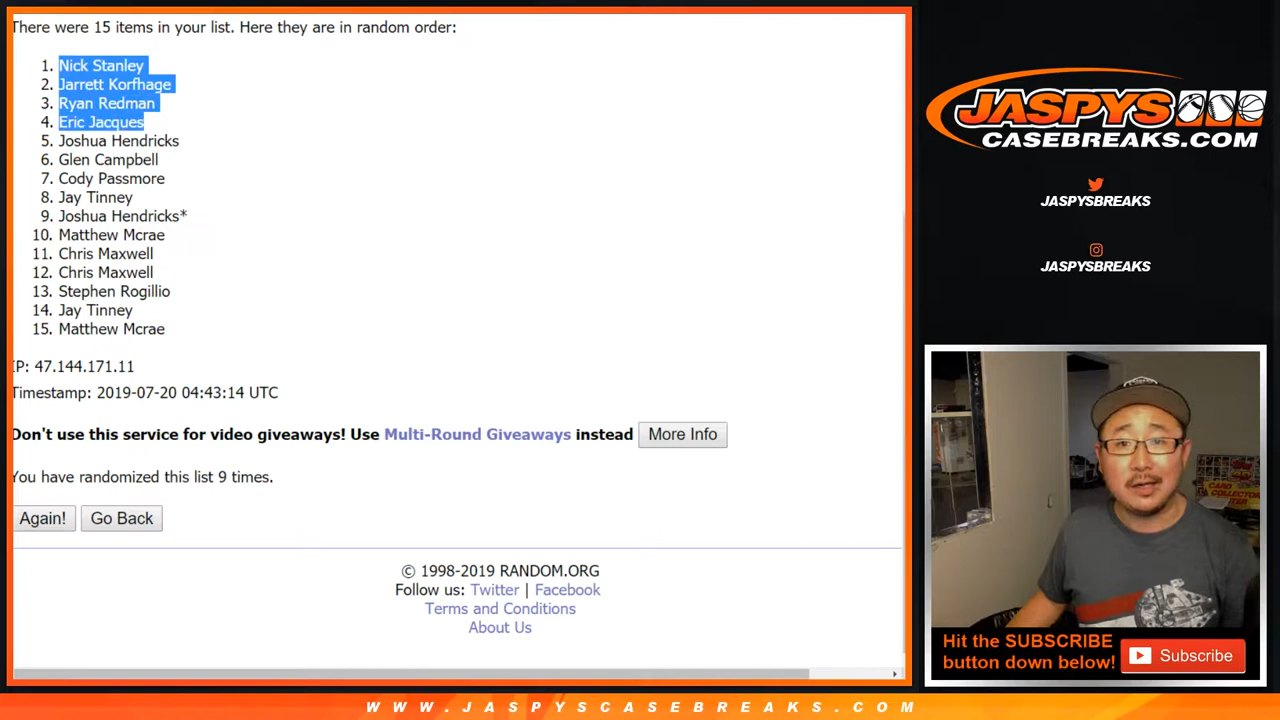 There were 15 items in your list. Here they are in random order:
1. Nick Stanley
2. Jarrett Korfhage
3. Ryan Redman
4. Eric Jacques
5. Joshua Hendricks
6. Glen Campbell
7. Cody Passmore
8. Jay Tinney
9. Joshua Hendricks*
10. Matthew Mcrae
11. Chris Maxwell
12. Chris Maxwell
13. Stephen Rogillio
14. Jay Tinney
15. Matthew Mcrae
IP: 47.144.171.11
Timestamp: 2019-07-20 04:43:14 UTC
Don't use this service for video giveaways! Use Multi-Round Giveaways instead More Info
You have randomized this list 9 times.
Again! Go Back
© 1998-2019 RANDOM.ORG
Follow us: Twitter | Facebook
Terms and Conditions
About Us
JASPYS
CASEBREAKS.COM
JASPYSBREAKS
JASPYSBREAKS
Topps
CARD
COLLECTOR
Hit the SUBSCRIBE
button down below!
Subscribe
WWW.JASPYSCASEBREAKS.COM